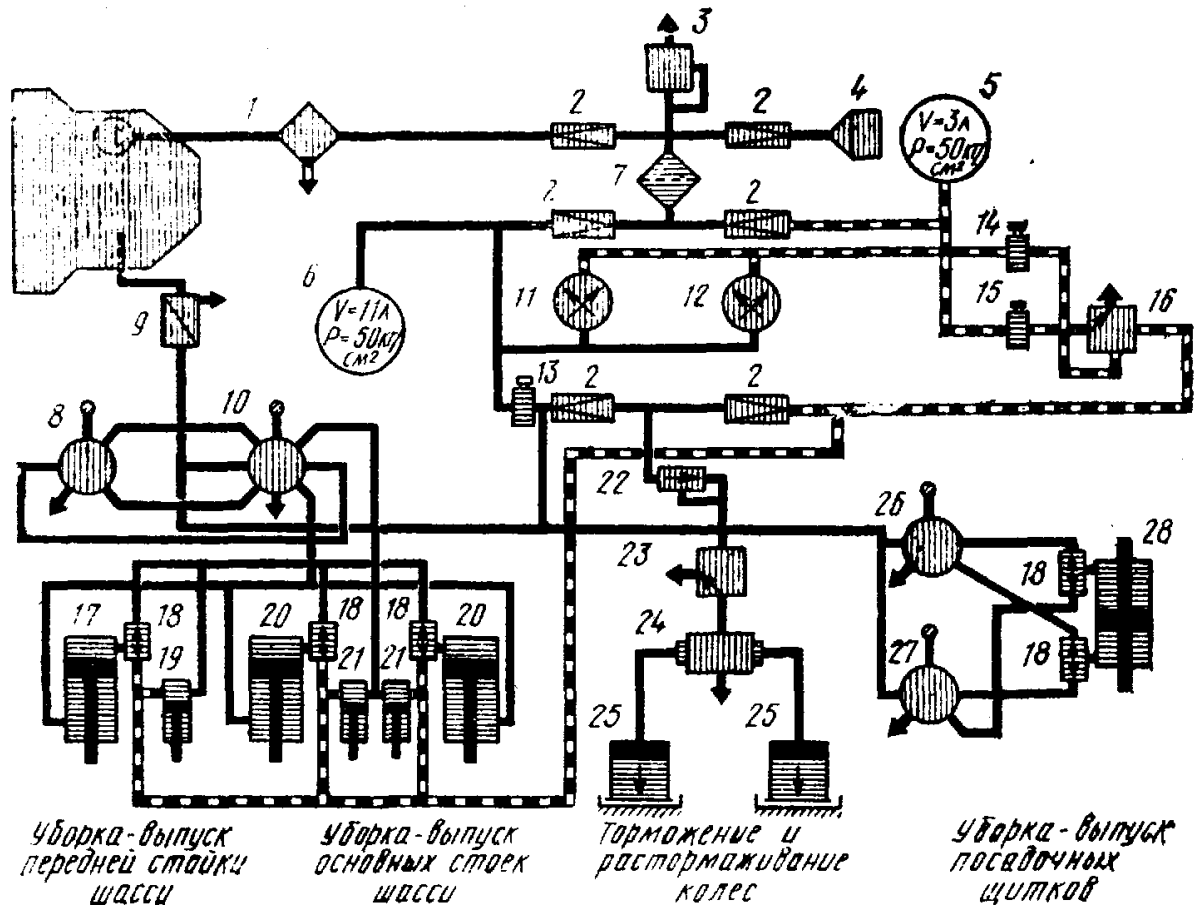 3
1
2
2
4
5
V=3л
P=50кг/
см²
7
2
2
14
6
11
12
15
16
9
V=11л
P=50кг/
см²
13
2
2
8
10
22
26
28
23
18
17
18
20
18
18
20
24
27
18
19
21
21
25
25
Уборка-выпуск
передней стойки
шасси
Уборка-выпуск
основных стоек
шасси
Торможение и
растормаживание
колес
Уборка-выпуск
посадочных
щитков